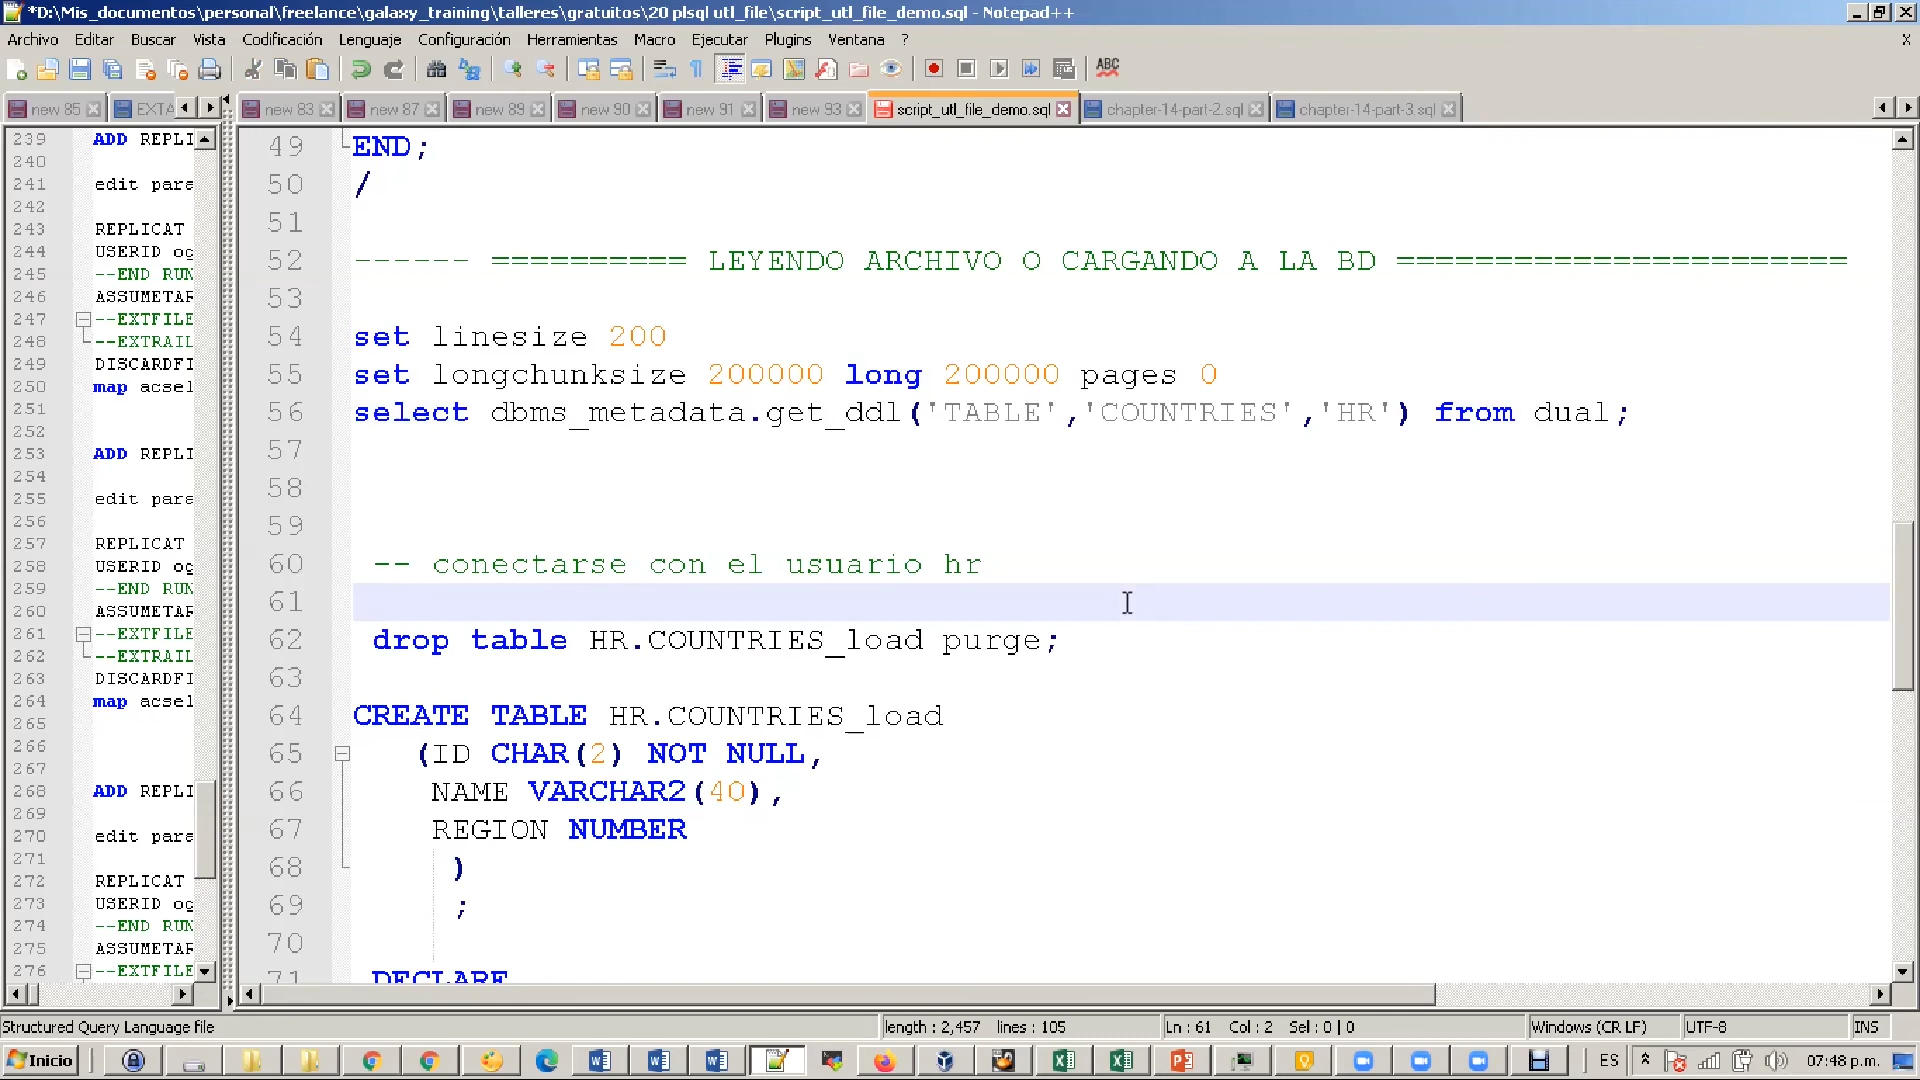 *D:\Mis_documentos\personal\freelance\galaxy_training\talleres\gratuitos\20 plsql utl_file\script_utl_file_demo.sql - Notepad++
Archivo Editar Buscar Vista Codificación Lenguaje Configuración Herramientas Macro Ejecutar Plugins Ventana ? X
ABC
new 85 EXTA new 83 new 87 new 89 new 90 new 91 new 93 script_utl_file_demo.sql chapter-14-part-2.sql chapter-14-part-3.sql
239 ADD REPLI
240
241 edit para
242
243 REPLICAT
244 USERID og
245 --END RUN
246 ASSUMETAR
247 --EXTFILE
248 --EXTRAIL
249 DISCARDFI
250 map acsel
251
252
253 ADD REPLI
254
255 edit para
256
257 REPLICAT
258 USERID og
259 --END RUN
260 ASSUMETAR
261 --EXTFILE
262 --EXTRAIL
263 DISCARDFI
264 map acsel
265
266
267
268 ADD REPLI
269
270 edit para
271
272 REPLICAT
273 USERID og
274 --END RUN
275 ASSUMETAR
276 --EXTFILE
49 END;
50 /
51
52 ------ ========== LEYENDO ARCHIVO O CARGANDO A LA BD =======================
53
54 set linesize 200
55 set longchunksize 200000 long 200000 pages 0
56 select dbms_metadata.get_ddl('TABLE','COUNTRIES','HR') from dual;
57
58
59
60 -- conectarse con el usuario hr
61
62 drop table HR.COUNTRIES_load purge;
63
64 CREATE TABLE HR.COUNTRIES_load
65 (ID CHAR(2) NOT NULL,
66 NAME VARCHAR2(40),
67 REGION NUMBER
68 )
69 ;
70
71 DECLARE
Structured Query Language file length : 2,457 lines : 105 Ln : 61 Col : 2 Sel : 0 | 0 Windows (CR LF) UTF-8 INS
Inicio ES 07:48 p.m.